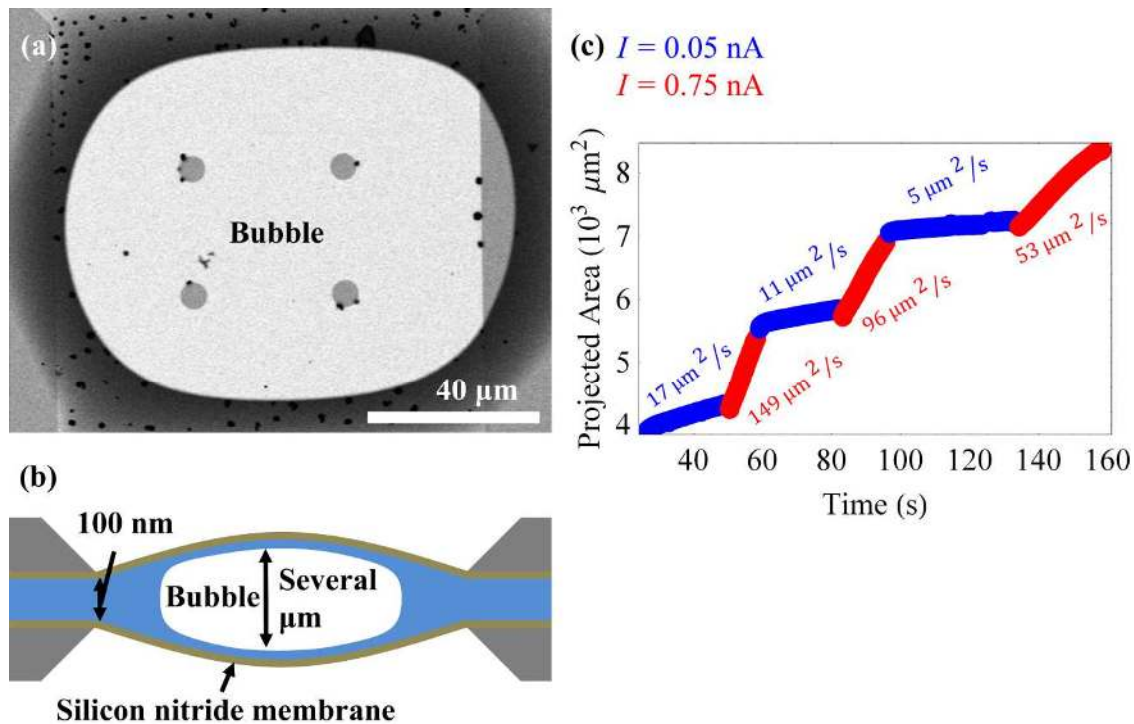 (a)
Bubble
40 μm
(b)
100 nm
Bubble
Several
μm
Silicon nitride membrane
(c) I = 0.05 nA
I = 0.75 nA
Projected Area (10³ μm²)
8
7
6
5
4
17 μm²/s
149 μm²/s
11 μm²/s
96 μm²/s
5 μm²/s
53 μm²/s
40 60 80 100 120 140 160
Time (s)